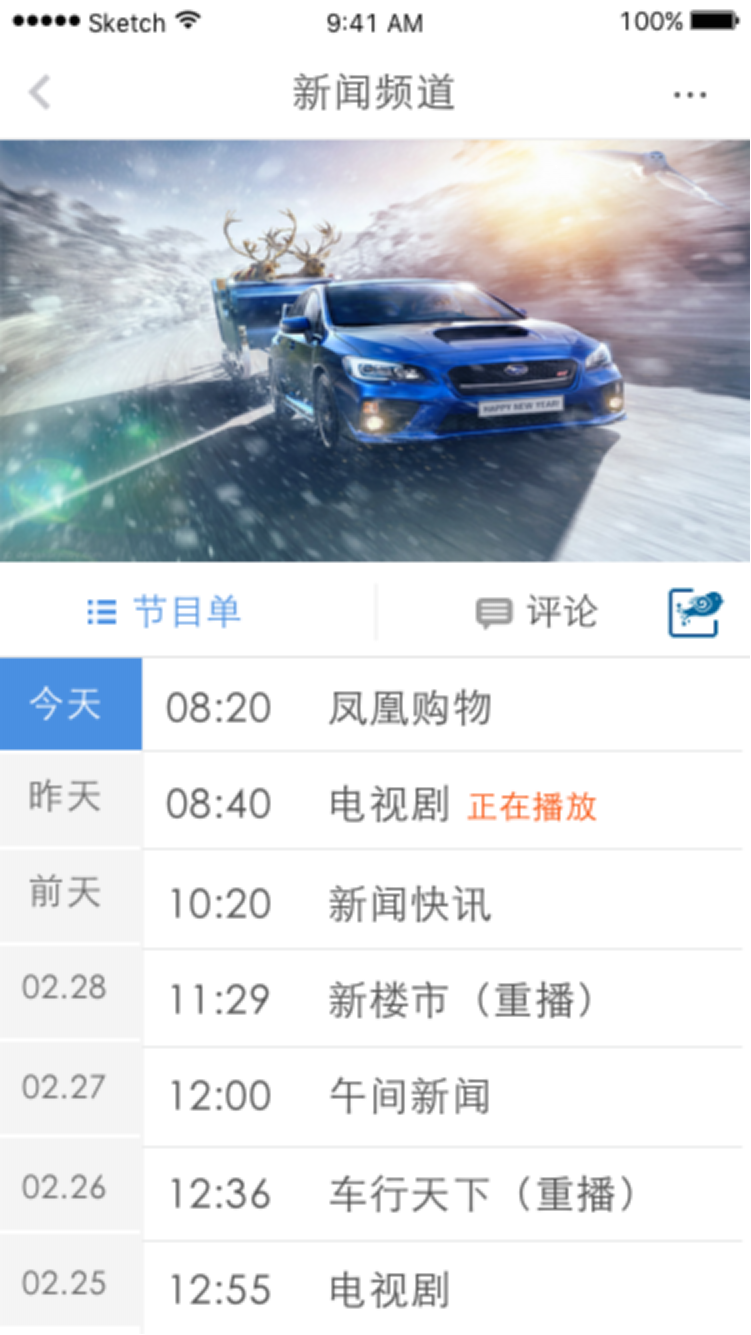 Sketch 9:41 AM 100%
新闻频道
HAPPY NEW YEAR!
节目单 评论
今天 08:20 凤凰购物
昨天 08:40 电视剧 正在播放
前天 10:20 新闻快讯
02.28 11:29 新楼市（重播）
02.27 12:00 午间新闻
02.26 12:36 车行天下（重播）
02.25 12:55 电视剧